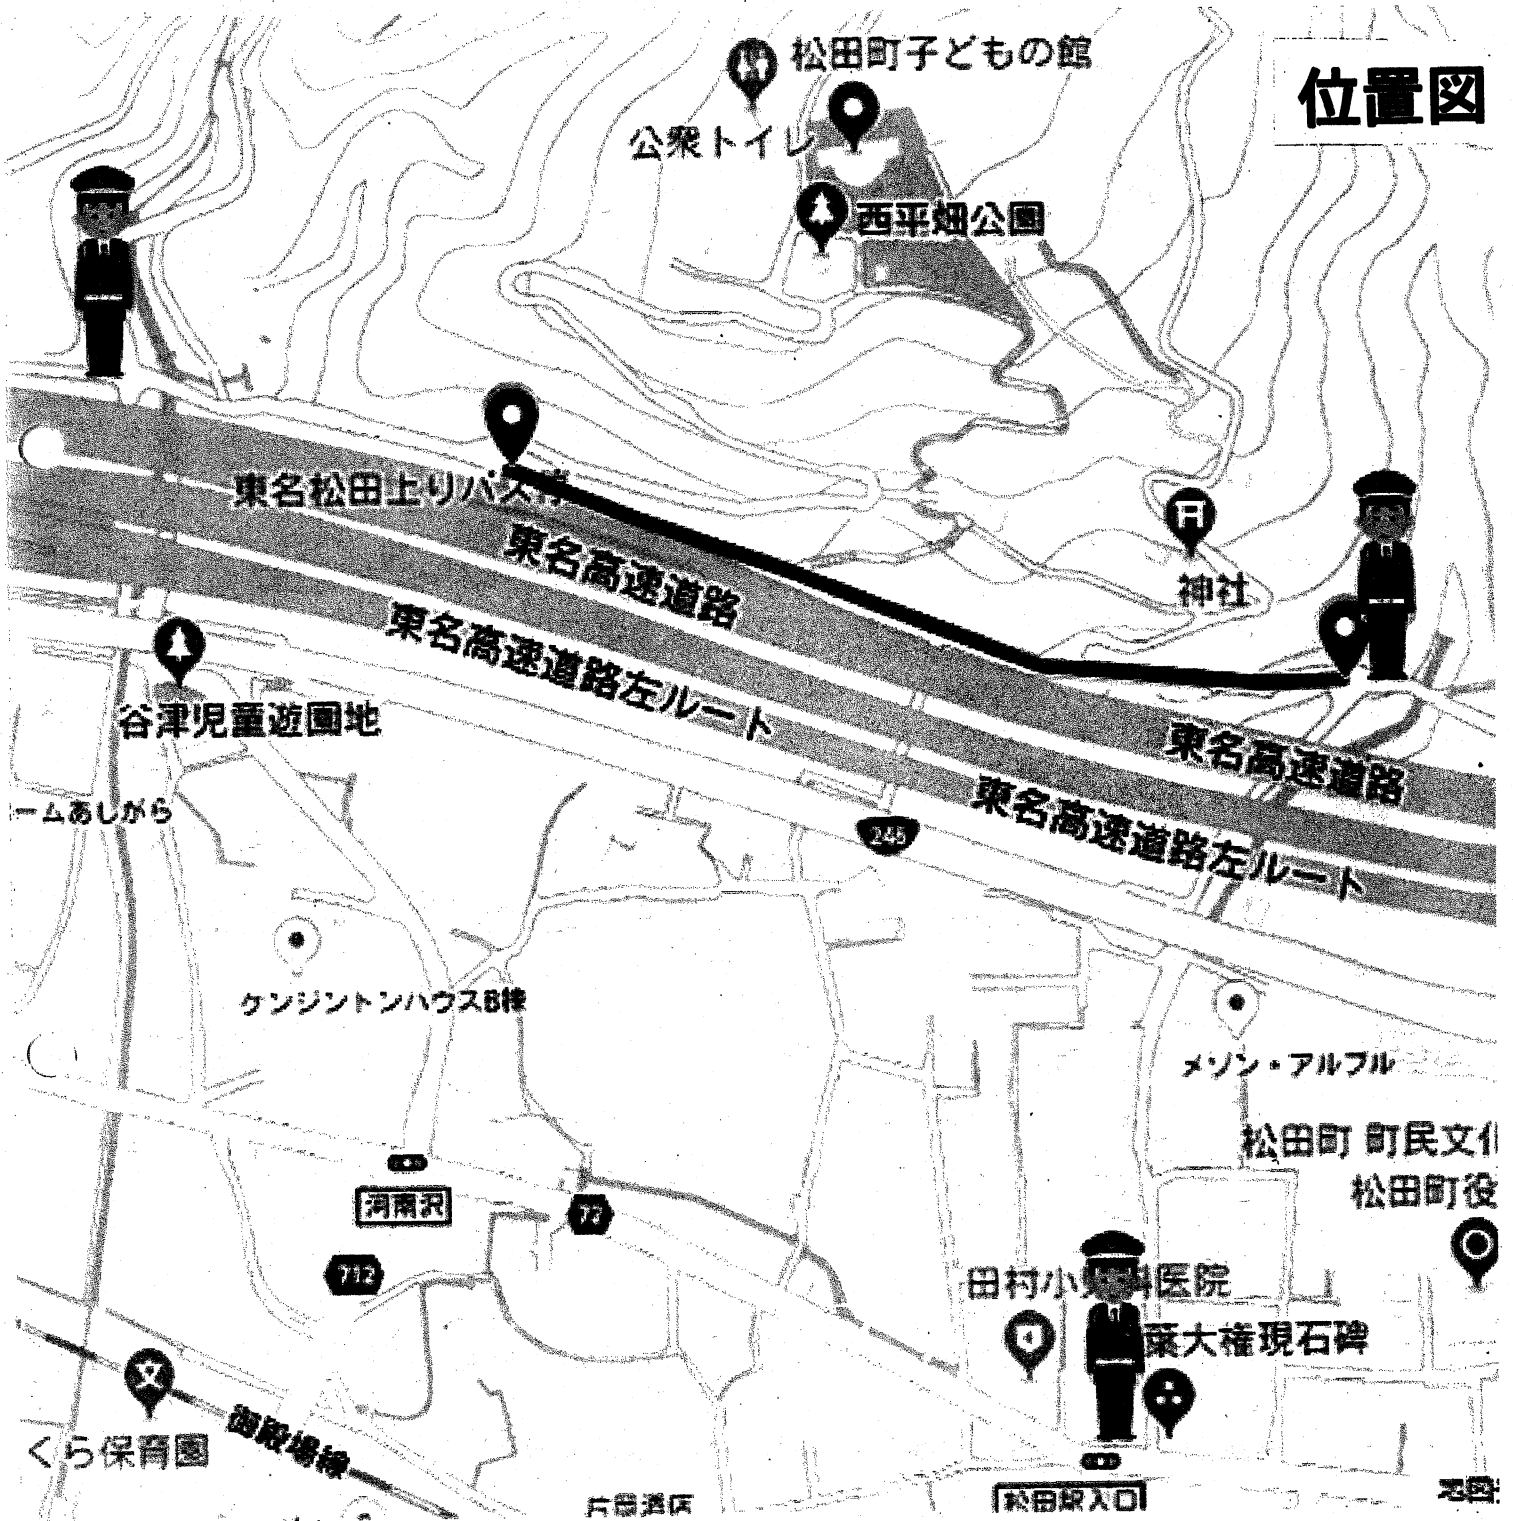 松田町子どもの館
位置図
公衆トイレ
西平畑公園
東名松田上りバス停
東名高速道路
東名高速道路左ルート
神社
谷津児童遊園地
東名高速道路
ームあしがら
東名高速道路左ルート
246
ケンジントンハウスB棟
メゾン・アルブル
松田町 町民文化
松田町役
河南沢
72
712
田村小児科医院
葉大権現石碑
くら保育園
御殿場線
松田駅入口